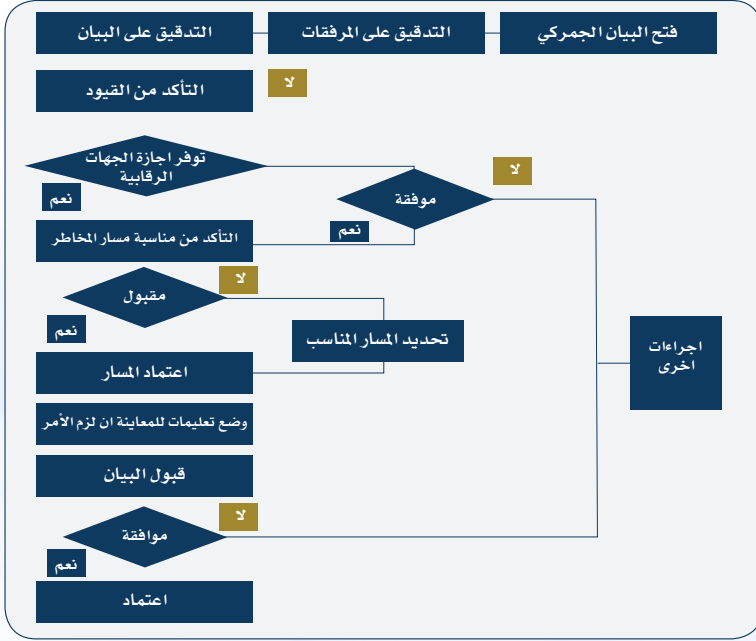 فتح البيان الجمركي
التدقيق على المرفقات
التدقيق على البيان
لا
التأكد من القيود
توفر اجازة الجهات
الرقابية
لا
موفقة
نعم
نعم
التأكد من مناسبة مسار المخاطر
لا
مقبول
نعم
تحديد المسار المناسب
اجراءات
اخرى
اعتماد المسار
وضع تعليمات للمعاينة ان لزم الأمر
قبول البيان
لا
موافقة
نعم
اعتماد